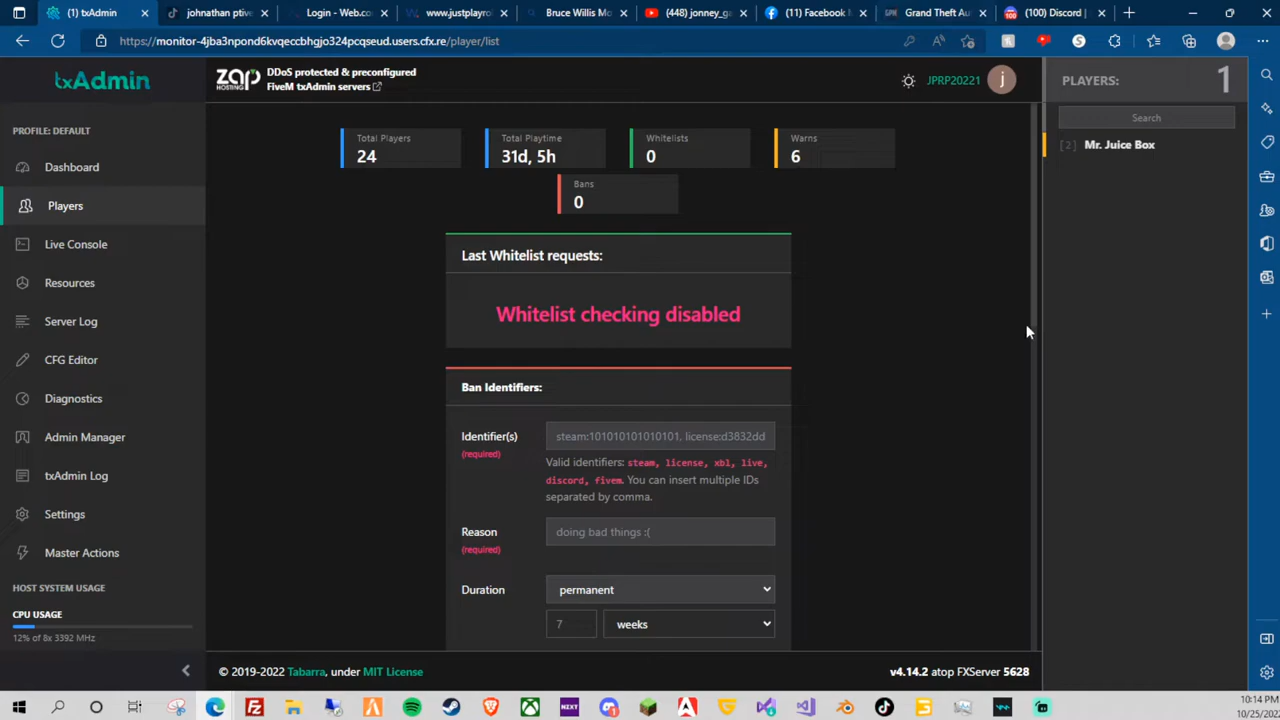 (1) txAdmin
johnathan ptive
Login - Web.co
www.justplayro
Bruce Willis Mo
(448) jonney_ga
(11) Facebook M
Grand Theft Au
(100) Discord |
https://monitor-4jba3npond6kvqeccbhgjo324pcqseud.users.cfx.re/player/list
txAdmin
ZAP HOSTING
DDoS protected & preconfigured
FiveM txAdmin servers
JPRP20221
j
PLAYERS: 1
Search
[2] Mr. Juice Box
PROFILE: DEFAULT
Dashboard
Players
Live Console
Resources
Server Log
CFG Editor
Diagnostics
Admin Manager
txAdmin Log
Settings
Master Actions
HOST SYSTEM USAGE
CPU USAGE
12% of 8x 3392 MHz
Total Players
24
Total Playtime
31d, 5h
Whitelists
0
Warns
6
Bans
0
Last Whitelist requests:
Whitelist checking disabled
Ban Identifiers:
Identifier(s)
(required)
steam:101010101010101, license:d3832dd
Valid identifiers: steam, license, xbl, live,
discord, fivem. You can insert multiple IDs
separated by comma.
Reason
(required)
doing bad things :(
Duration
permanent
7
weeks
© 2019-2022 Tabarra, under MIT License
v4.14.2 atop FXServer 5628
10:14 PM
10/25/2022